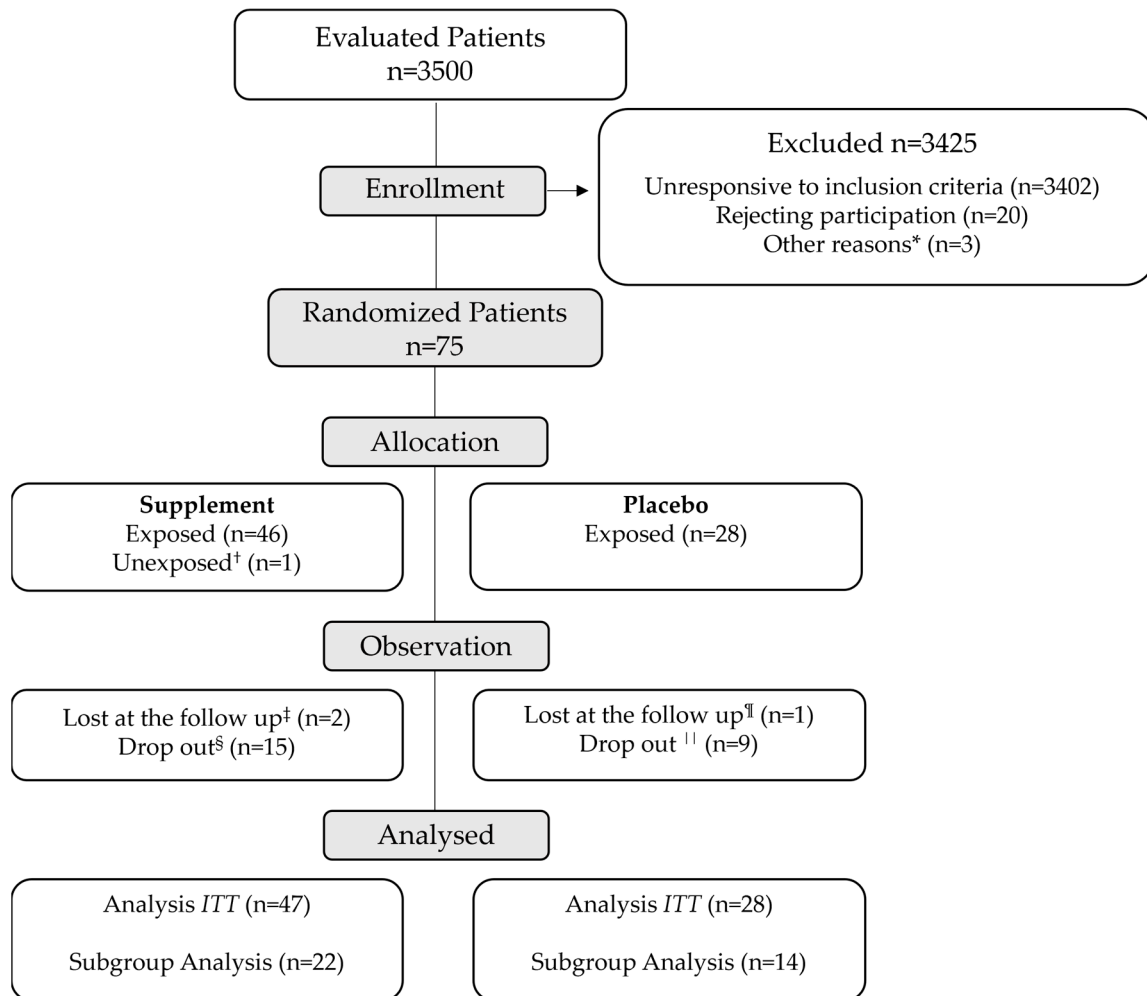 Evaluated Patients
n=3500
Excluded n=3425
Unresponsive to inclusion criteria (n=3402)
Rejecting participation (n=20)
Other reasons* (n=3)
Enrollment
Randomized Patients
n=75
Allocation
Supplement
Exposed (n=46)
Unexposed† (n=1)
Placebo
Exposed (n=28)
Observation
Lost at the follow up‡ (n=2)
Drop out§ (n=15)
Lost at the follow up¶ (n=1)
Drop out || (n=9)
Analysed
Analysis ITT (n=47)
Subgroup Analysis (n=22)
Analysis ITT (n=28)
Subgroup Analysis (n=14)